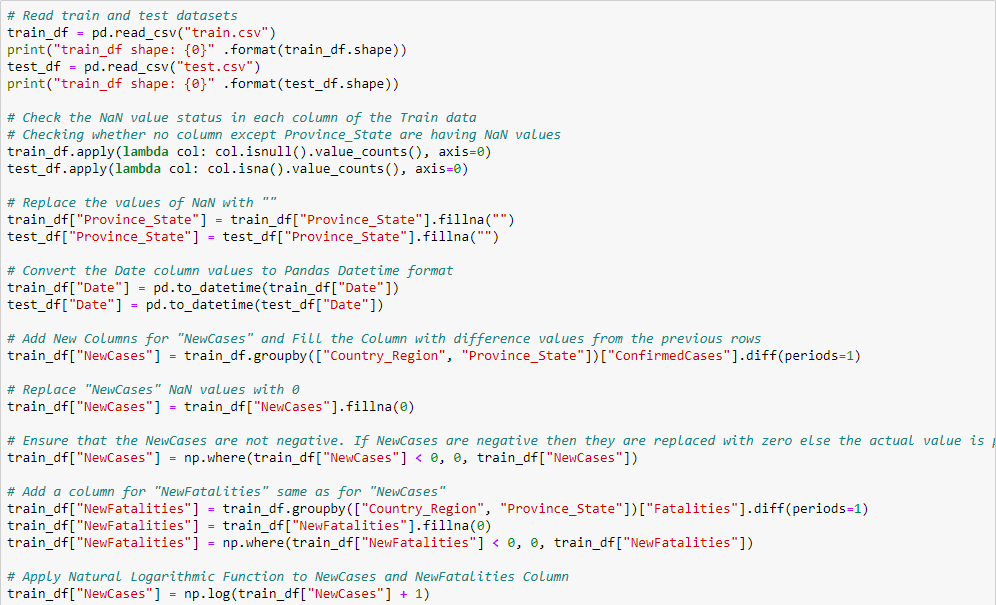 # Read train and test datasets
train_df = pd.read_csv("train.csv")
print("train_df shape: {0}" .format(train_df.shape))
test_df = pd.read_csv("test.csv")
print("train_df shape: {0}" .format(test_df.shape))

# Check the NaN value status in each column of the Train data
# Checking whether no column except Province_State are having NaN values
train_df.apply(lambda col: col.isnull().value_counts(), axis=0)
test_df.apply(lambda col: col.isna().value_counts(), axis=0)

# Replace the values of NaN with ""
train_df["Province_State"] = train_df["Province_State"].fillna("")
test_df["Province_State"] = test_df["Province_State"].fillna("")

# Convert the Date column values to Pandas Datetime format
train_df["Date"] = pd.to_datetime(train_df["Date"])
test_df["Date"] = pd.to_datetime(test_df["Date"])

# Add New Columns for "NewCases" and Fill the Column with difference values from the previous rows
train_df["NewCases"] = train_df.groupby(["Country_Region", "Province_State"])["ConfirmedCases"].diff(periods=1)

# Replace "NewCases" NaN values with 0
train_df["NewCases"] = train_df["NewCases"].fillna(0)

# Ensure that the NewCases are not negative. If NewCases are negative then they are replaced with zero else the actual value is
train_df["NewCases"] = np.where(train_df["NewCases"] < 0, 0, train_df["NewCases"])

# Add a column for "NewFatalities" same as for "NewCases"
train_df["NewFatalities"] = train_df.groupby(["Country_Region", "Province_State"])["Fatalities"].diff(periods=1)
train_df["NewFatalities"] = train_df["NewFatalities"].fillna(0)
train_df["NewFatalities"] = np.where(train_df["NewFatalities"] < 0, 0, train_df["NewFatalities"])

# Apply Natural Logarithmic Function to NewCases and NewFatalities Column
train_df["NewCases"] = np.log(train_df["NewCases"] + 1)